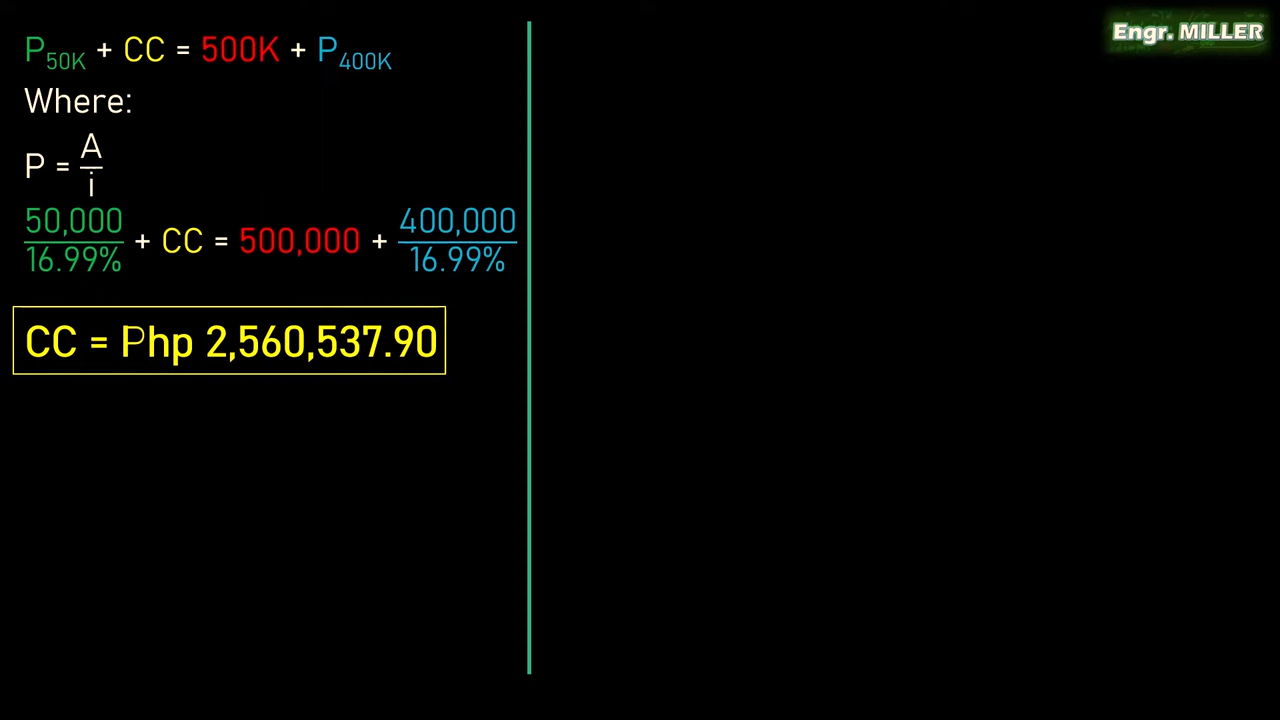 P50K + CC = 500K + P400K
Where:
P = A/i
50,000/16.99% + CC = 500,000 + 400,000/16.99%
CC = Php 2,560,537.90
Engr. MILLER